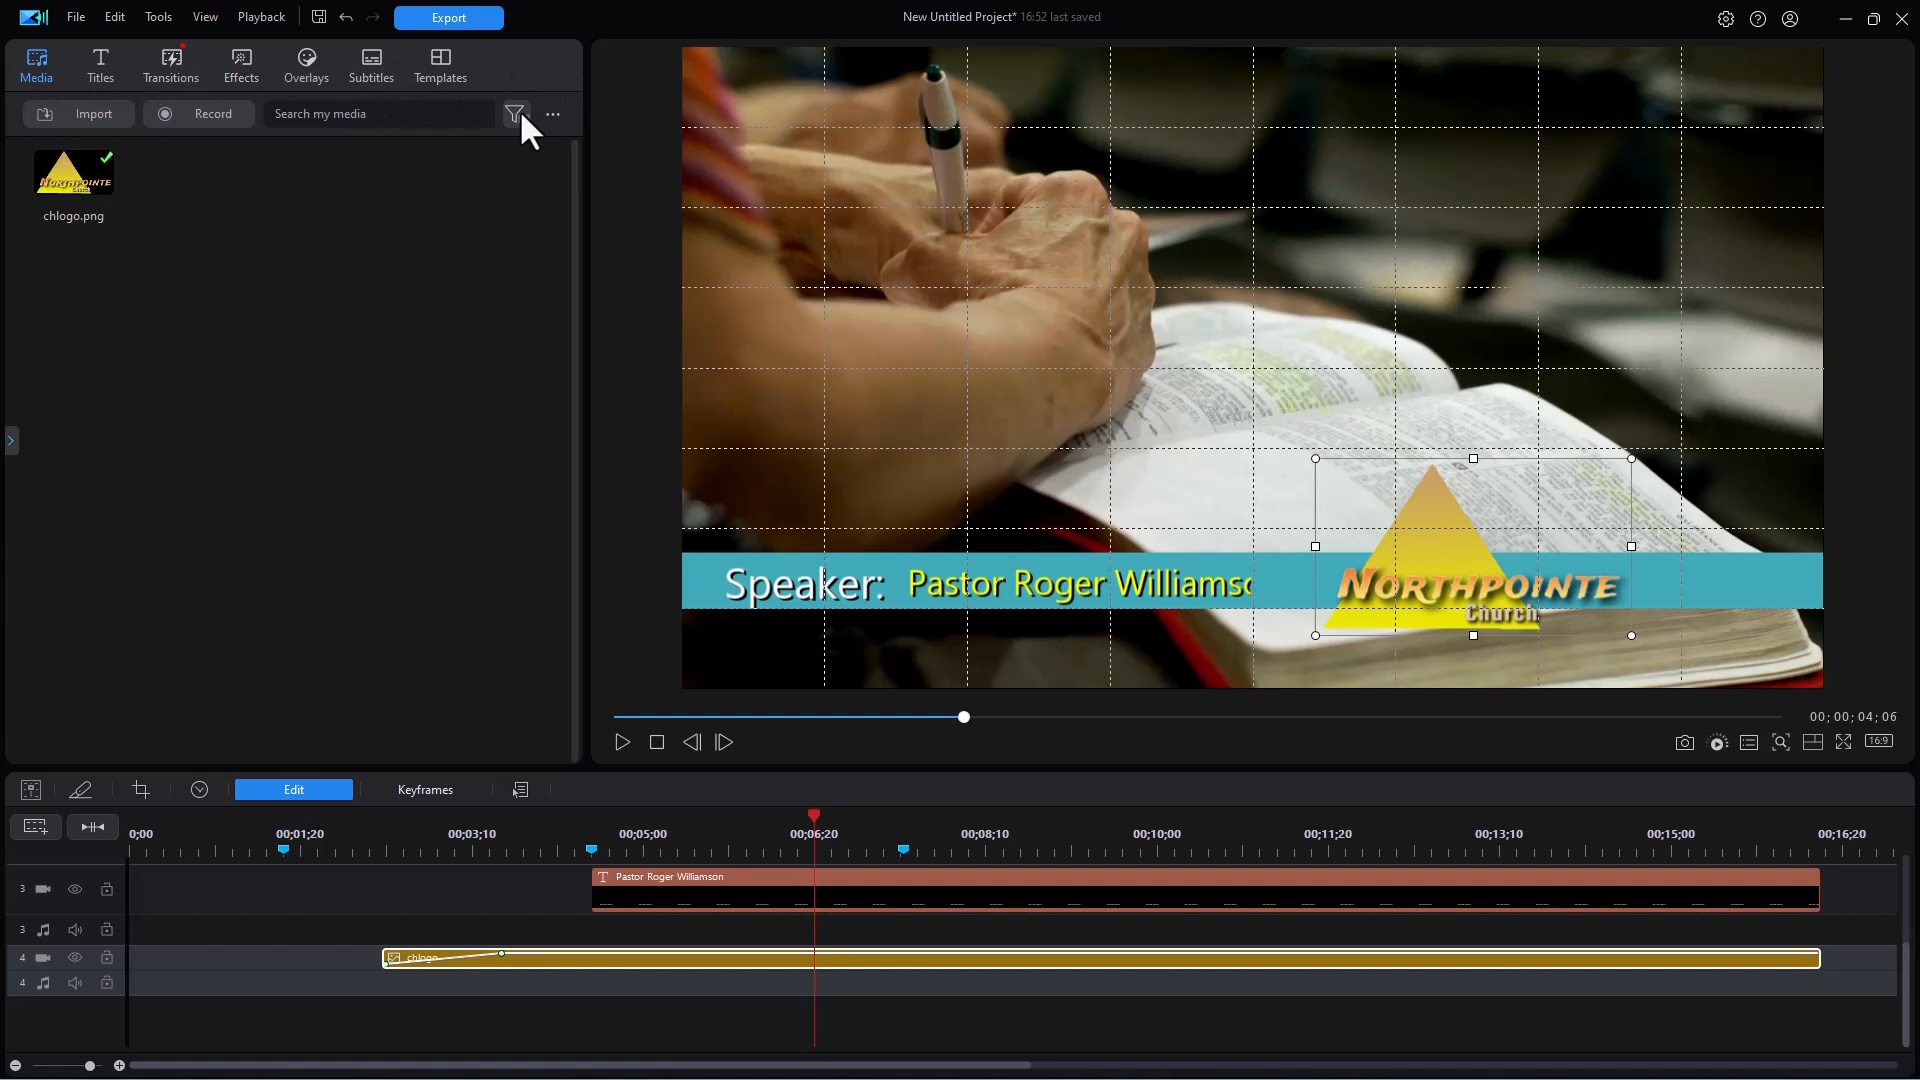 File Edit Tools View Playback Export New Untitled Project* 16:52 last saved
Media Titles Transitions Effects Overlays Subtitles Templates
Import Record Search my media
NORTHPOINTE
Church
chlogo.png
Speaker: Pastor Roger Williamso
NORTHPOINTE
Church
00;00;04;06
16:9
Edit Keyframes
0;00 00;01;20 00;03;10 00;05;00 00;06;20 00;08;10 00;10;00 00;11;20 00;13;10 00;15;00 00;16;20
3 T Pastor Roger Williamson
3
4 chlogo
4